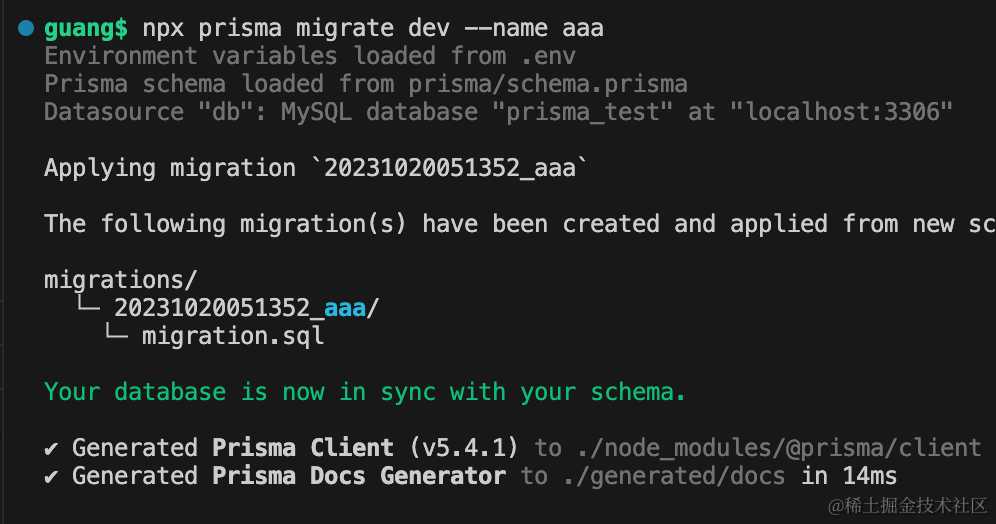 guang$ npx prisma migrate dev --name aaa
Environment variables loaded from .env
Prisma schema loaded from prisma/schema.prisma
Datasource "db": MySQL database "prisma_test" at "localhost:3306"
Applying migration `20231020051352_aaa`
The following migration(s) have been created and applied from new sc
migrations/
└─ 20231020051352_aaa/
└─ migration.sql
Your database is now in sync with your schema.
✔ Generated Prisma Client (v5.4.1) to ./node_modules/@prisma/client
✔ Generated Prisma Docs Generator to ./generated/docs in 14ms
@稀土掘金技术社区